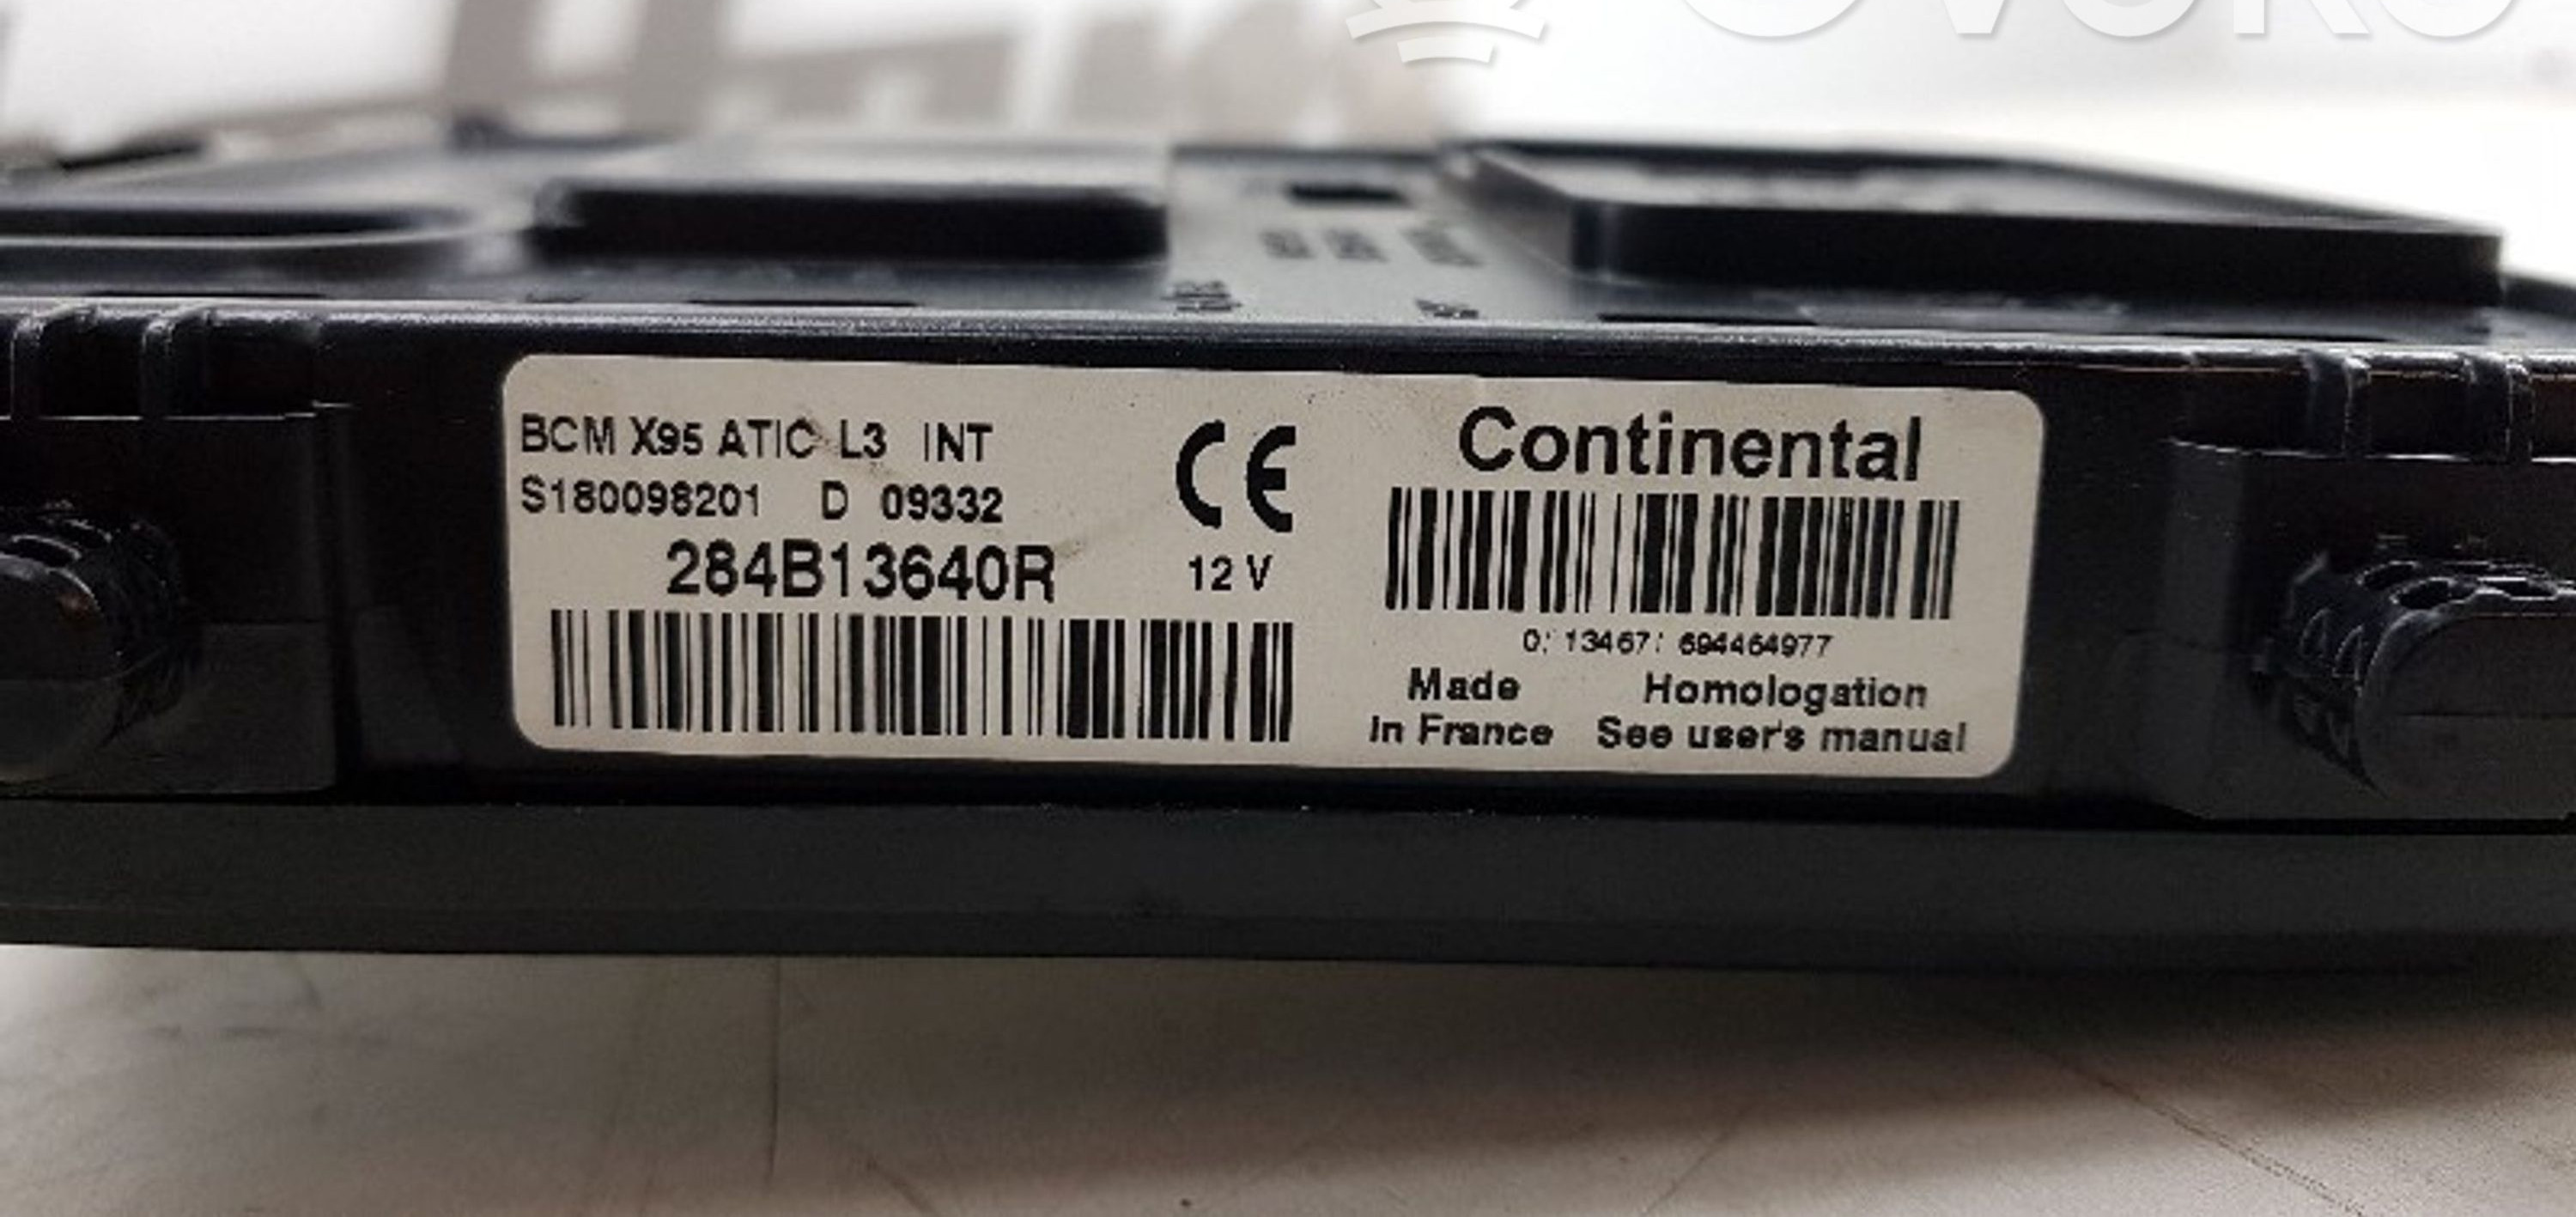 BCM X95 ATIC L3 INT
S180098201 D 09332
284B13640R
CE
12 V
Continental
0: 13467: 694464977
Made
In France
Homologation
See user's manual